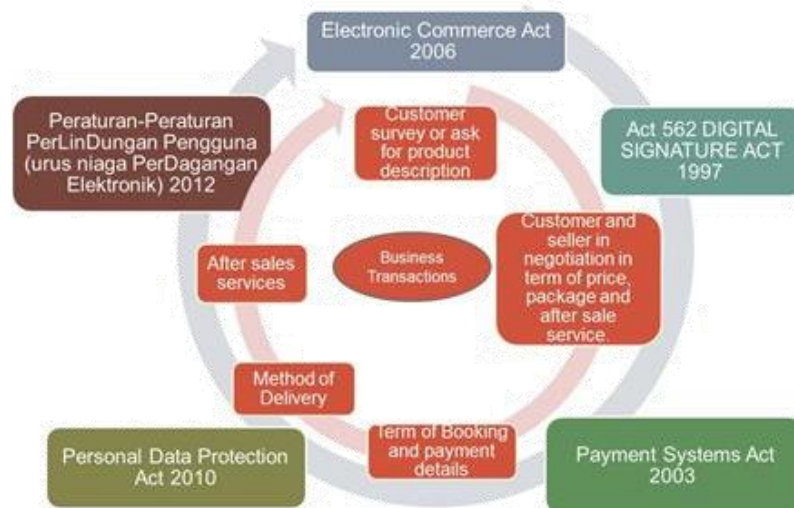 Electronic Commerce Act
2006
Peraturan-Peraturan
PerLinDungan Pengguna
(urus niaga PerDagangan
Elektronik) 2012
Customer
survey or ask
for product
description
Act 562 DIGITAL
SIGNATURE ACT
1997
After sales
services
Business
Transactions
Customer and
seller in
negotiation in
term of price,
package and
after sale
service.
Method of
Delivery
Personal Data Protection
Act 2010
Term of Booking
and payment
details
Payment Systems Act
2003